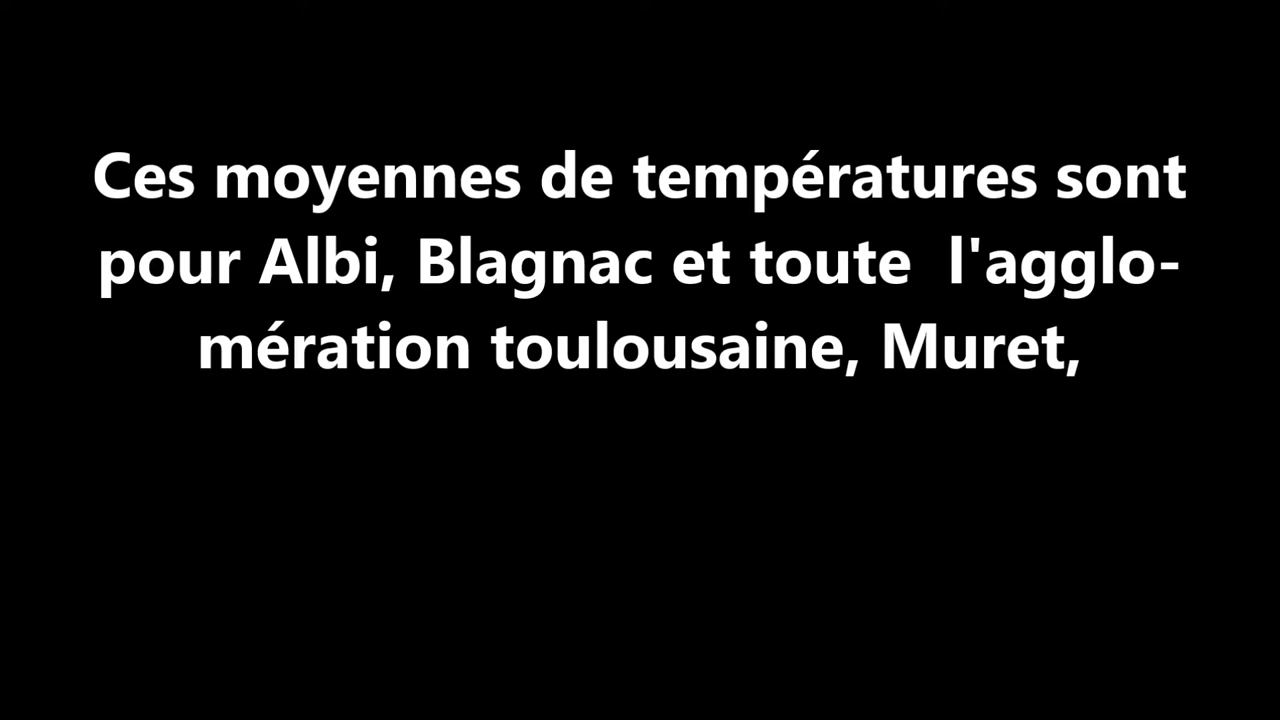 Ces moyennes de températures sont
pour Albi, Blagnac et toute  l'agglo-
mération toulousaine, Muret,